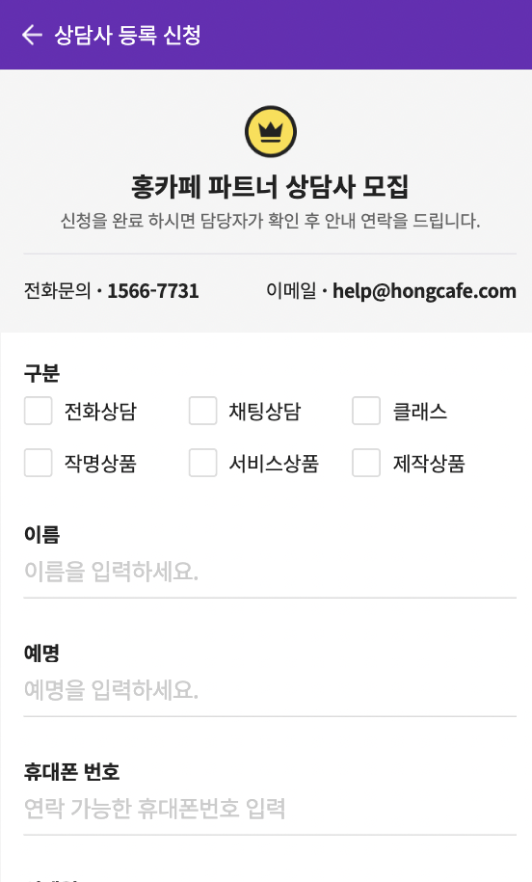 상담사 등록 신청
홍카페 파트너 상담사 모집
신청을 완료 하시면 담당자가 확인 후 안내 연락을 드립니다.
전화문의 · 1566-7731 이메일 · help@hongcafe.com
구분
전화상담 채팅상담 클래스
작명상품 서비스상품 제작상품
이름
이름을 입력하세요.
예명
예명을 입력하세요.
휴대폰 번호
연락 가능한 휴대폰번호 입력